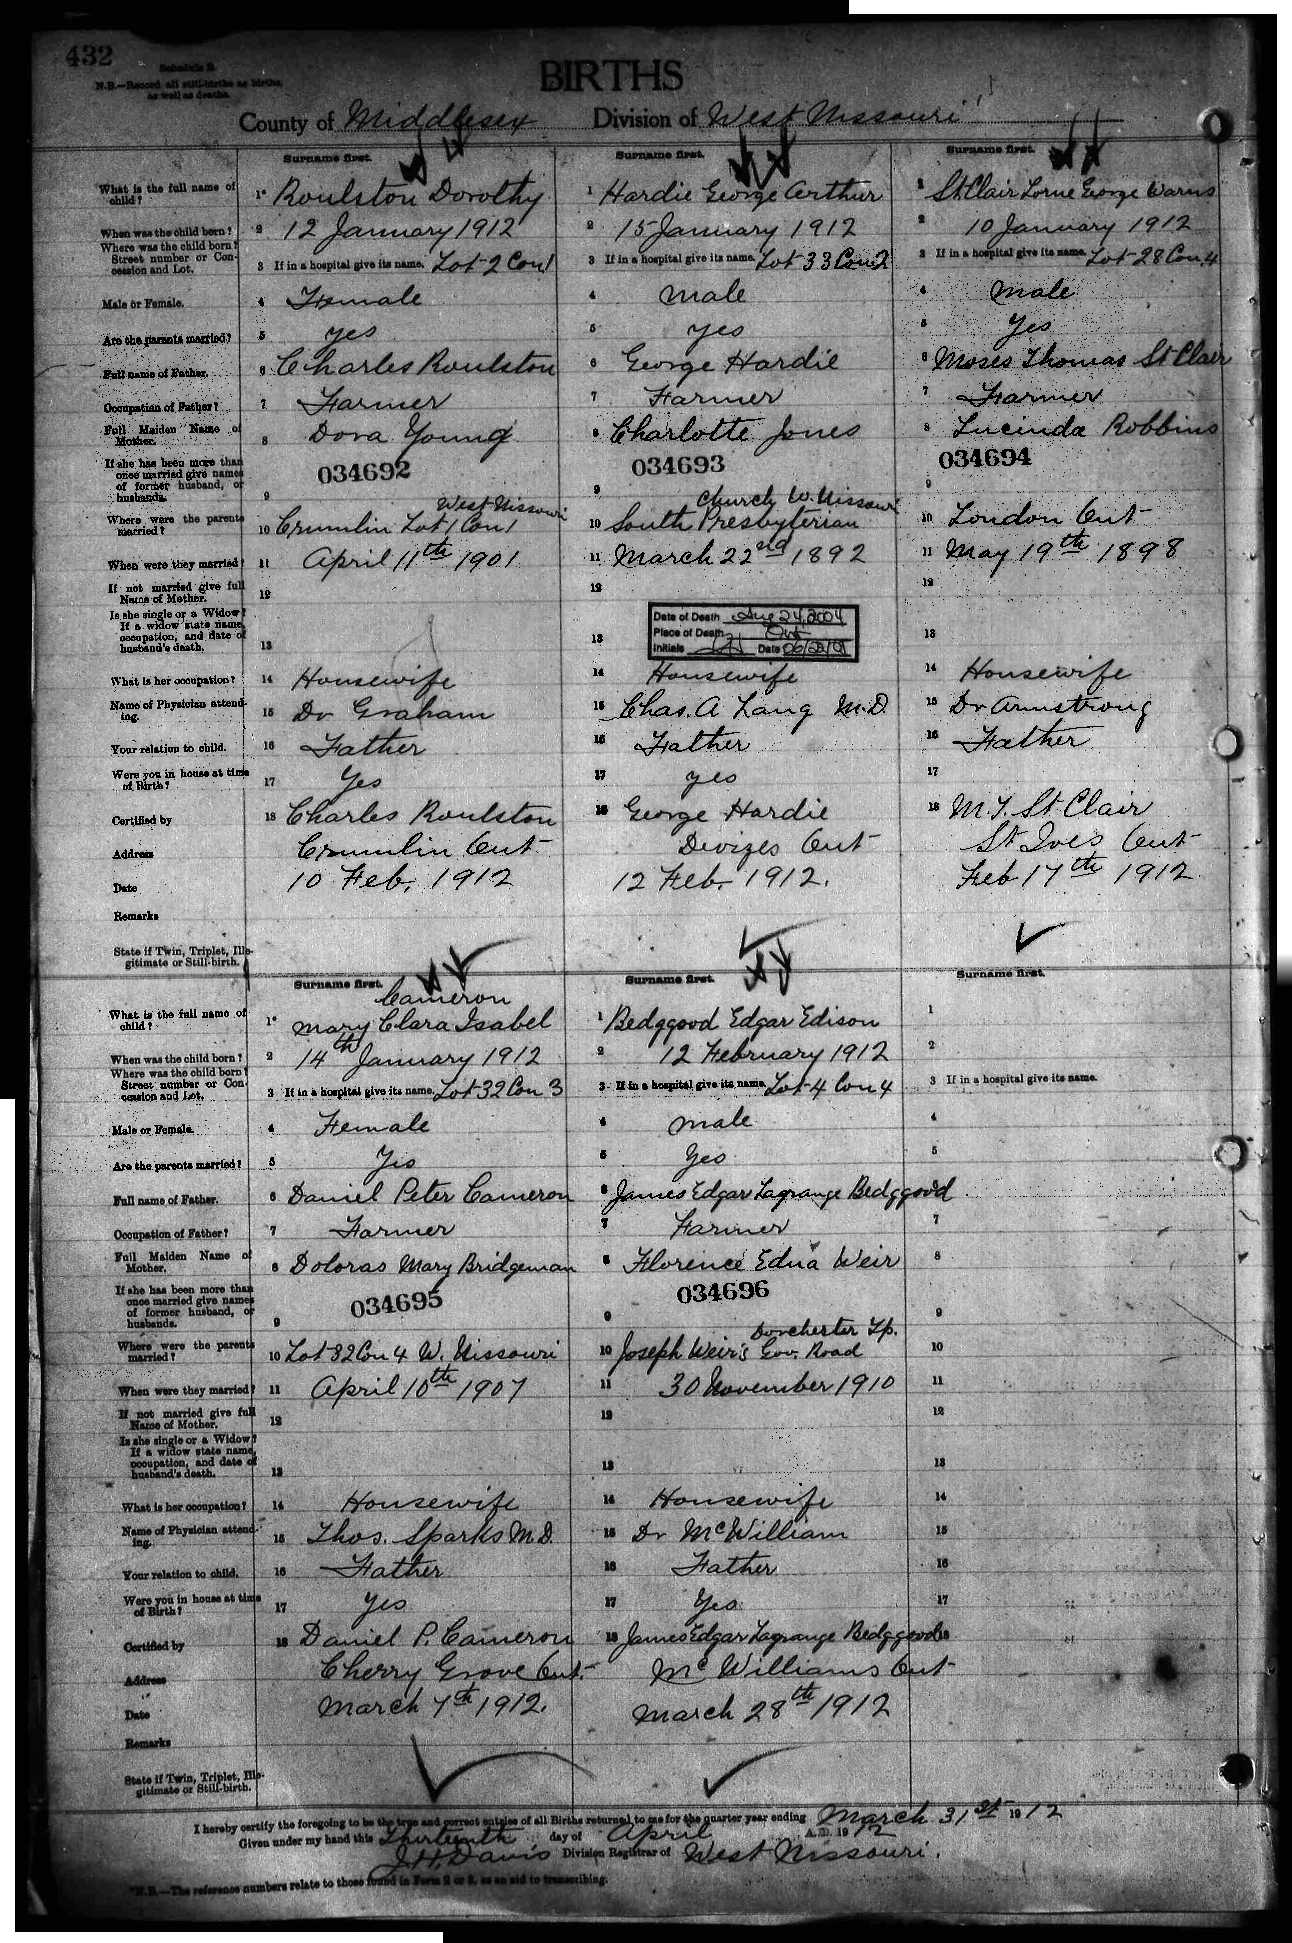 432
Schedule B.
N.B.—Record all still-births as births, as well as deaths.
BIRTHS
County of Middlesex Division of West Nissouri
Surname first.
Surname first.
Surname first.
What is the full name of child? 1* Roulston Dorothy 1 Hardie George Arthur 1 St.Clair Lorne George
When was the child born? 2 12 January 1912 2 15 January 1912 2 10 January 1912
Where was the child born? Street number or Concession and Lot. 3 If in a hospital give its name. Lot 2 Con 1 3 If in a hospital give its name. Lot 33 Con 2 3 If in a hospital give its name. Lot 28 Con. 4
Male or Female. 4 Female 4 male 4 male
Are the parents married? 5 yes 5 yes 5 Yes
Full name of Father. 6 Charles Roulston 6 George Hardie 6 Moses Thomas St Clair
Occupation of Father? 7 Farmer 7 Farmer 7 Farmer
Full Maiden Name of Mother. 8 Dora Young 8 Charlotte Jones 8 Lucinda Robbins
If she has been more than once married give names of former husband, or husbands. 9 034692 9 034693 9 034694
West Nissouri Church W. Nissouri
Where were the parents married? 10 Crumlin Lot 1 Con 1 10 South Presbyterian 10 London Ont
When were they married? 11 April 11th 1901 11 March 22nd 1892 11 May 19th 1898
If not married give full Name of Mother. 12 12 12
Date of Death Aug 24, 2004
Place of Death Ont
Initials Date 06/
Is she single or a Widow? If a widow state name, occupation, and date of husband's death. 13 13 13
What is her occupation? 14 Housewife 14 Housewife 14 Housewife
Name of Physician attending. 15 Dr Graham 15 Chas. A Lang M.D. 15 Dr Armstrong
Your relation to child. 16 Father 16 Father 16 Father
Were you in house at time of Birth? 17 Yes 17 yes 17
Certified by 18 Charles Roulston 18 George Hardie 18 M.T. St Clair
Address Crumlin Ont Devizes Ont St Ives Ont
Date 10 Feb. 1912 12 Feb. 1912. Feb 17th 1912
Remarks
State if Twin, Triplet, Illegitimate or Still-birth.
Surname first.
Surname first.
Surname first.
Cameron
What is the full name of child? 1* Mary Clara Isabel 1 Bedggood Edgar Edison 1
When was the child born? 2 14th January 1912 2 12 February 1912 2
Where was the child born? Street number or Concession and Lot. 3 If in a hospital give its name. Lot 32 Con 3 3 If in a hospital give its name. Lot 4 Con 4 3 If in a hospital give its name.
Male or Female. 4 Female 4 male 4
Are the parents married? 5 Yes 5 Yes 5
Full name of Father. 6 Daniel Peter Cameron 6 James Edgar Lagrange Bedggood
Occupation of Father? 7 Farmer 7 Farmer 7
Full Maiden Name of Mother. 8 Doloras Mary Bridgeman 8 Florence Edna Weir 8
If she has been more than once married give names of former husband, or husbands. 9 034695 9 034696 9
Dorchester Tp.
Where were the parents married? 10 Lot 32 Con 4 W. Nissouri 10 Joseph Weir's Gov. Road 10
When were they married? 11 April 10th 1907 11 30 November 1910 11
If not married give full Name of Mother. 12 12 12
Is she single or a Widow? If a widow state name, occupation, and date of husband's death. 13 13 13
What is her occupation? 14 Housewife 14 Housewife 14
Name of Physician attending. 15 Thos. Sparks M.D. 15 Dr McWilliam 15
Your relation to child. 16 Father 16 Father 16
Were you in house at time of Birth? 17 Yes 17 Yes 17
Certified by 18 Daniel P. Cameron 18 James Edgar Lagrange Bedggood 18
Address Cherry Grove Ont. McWilliams Ont
Date March 7th 1912. March 28th 1912
Remarks
State if Twin, Triplet, Illegitimate or Still-birth.
I hereby certify the foregoing to be the true and correct entries of all Births returned to me for the quarter year ending March 31st 1912
Given under my hand this Thirteenth day of April A.D. 1912
J.H. Davis Division Registrar of West Nissouri.
*N.B.—The reference numbers relate to those found in Form 2 or 3, as an aid to transcribing.